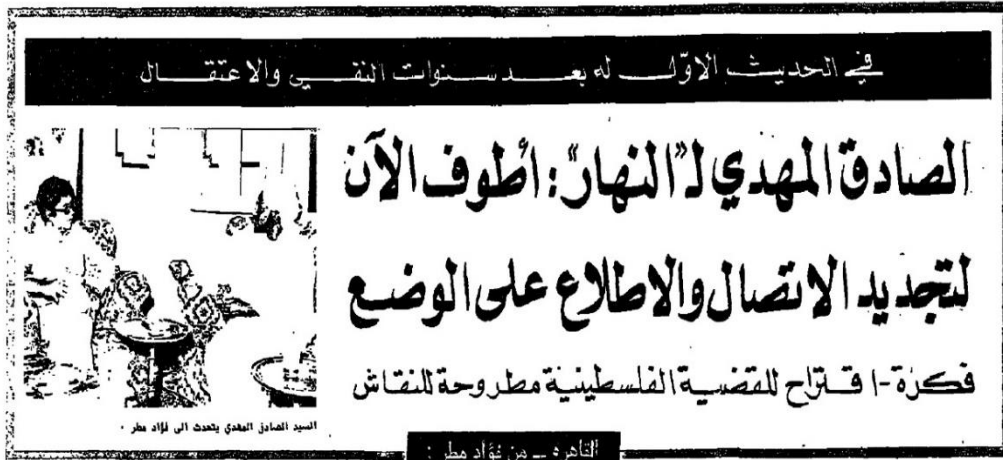 في الحديث الاوّل له بعد سنوات النفي والاعتقال
الصادق المهدي لـ"النهار": أطوف الآن
لتجديد الاتصال والاطلاع على الوضع
فكرة - اقتراح للقضية الفلسطينية مطروحة للنقاش
السيد الصادق المهدي يتحدث الى فؤاد مطر .
القاهرة – من فؤاد مطر :